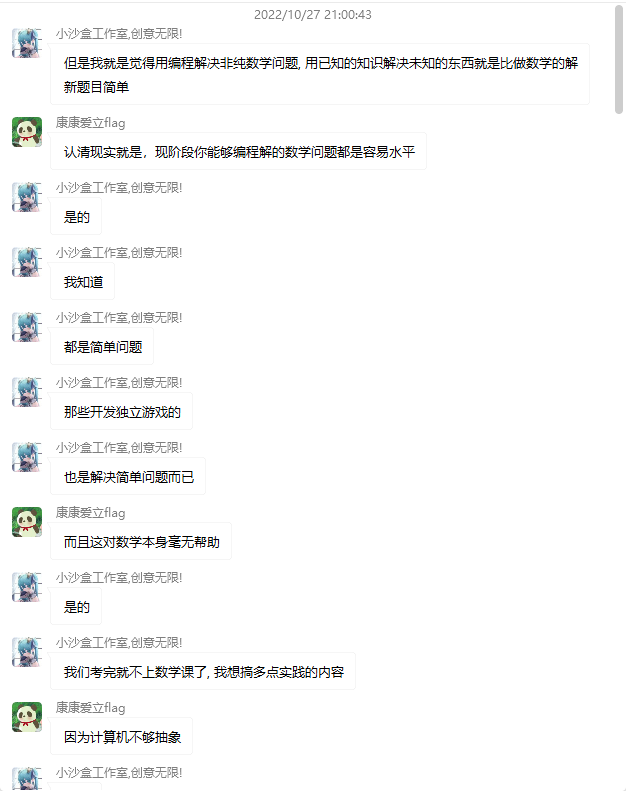 2022/10/27 21:00:43
小沙盒工作室,创意无限!
但是我就是觉得用编程解决非纯数学问题, 用已知的知识解决未知的东西就是比做数学的解
新题目简单
康康爱立flag
认清现实就是，现阶段你能够编程解的数学问题都是容易水平
小沙盒工作室,创意无限!
是的
小沙盒工作室,创意无限!
我知道
小沙盒工作室,创意无限!
都是简单问题
小沙盒工作室,创意无限!
那些开发独立游戏的
小沙盒工作室,创意无限!
也是解决简单问题而已
康康爱立flag
而且这对数学本身毫无帮助
小沙盒工作室,创意无限!
是的
小沙盒工作室,创意无限!
我们考完就不上数学课了, 我想搞多点实践的内容
康康爱立flag
因为计算机不够抽象
小沙盒工作室,创意无限!